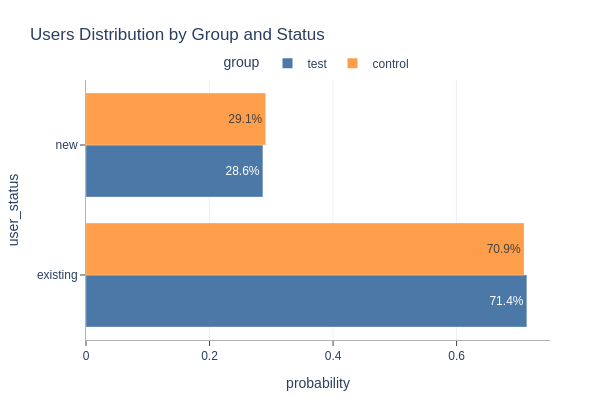 Users Distribution by Group and Status
group test control
29.1%
new
28.6%
70.9%
existing
71.4%
user_status
0 0.2 0.4 0.6
probability